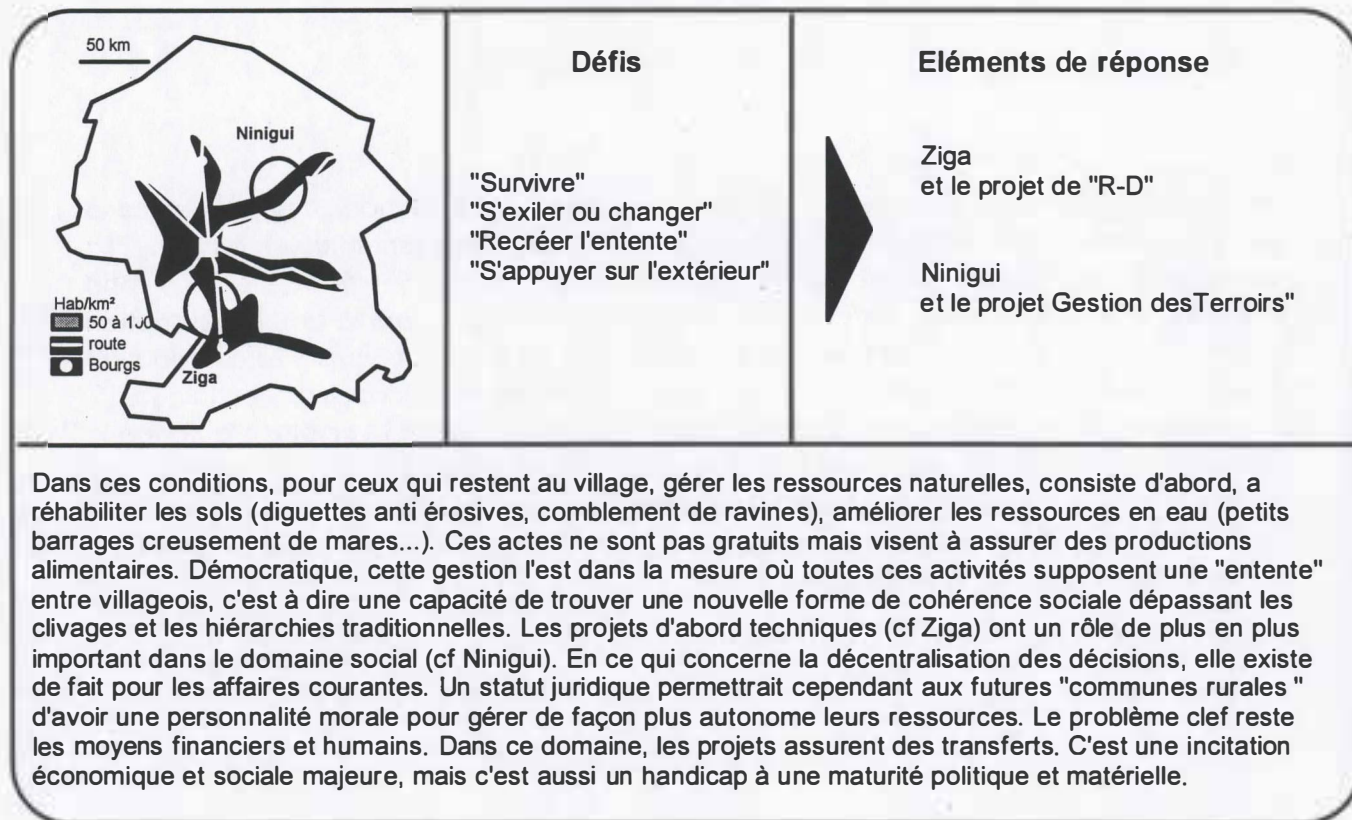 50 km
Ninigui
Hab/km²
50 à 100
route
Bourgs
Ziga
Défis
"Survivre"
"S'exiler ou changer"
"Recréer l'entente"
"S'appuyer sur l'extérieur"
Eléments de réponse
Ziga
et le projet de "R-D"
Ninigui
et le projet Gestion desTerroirs"
Dans ces conditions, pour ceux qui restent au village, gérer les ressources naturelles, consiste d'abord, a
réhabiliter les sols (diguettes anti érosives, comblement de ravines), améliorer les ressources en eau (petits
barrages creusement de mares...). Ces actes ne sont pas gratuits mais visent à assurer des productions
alimentaires. Démocratique, cette gestion l'est dans la mesure où toutes ces activités supposent une "entente"
entre villageois, c'est à dire une capacité de trouver une nouvelle forme de cohérence sociale dépassant les
clivages et les hiérarchies traditionnelles. Les projets d'abord techniques (cf Ziga) ont un rôle de plus en plus
important dans le domaine social (cf Ninigui). En ce qui concerne la décentralisation des décisions, elle existe
de fait pour les affaires courantes. Un statut juridique permettrait cependant aux futures "communes rurales "
d'avoir une personnalité morale pour gérer de façon plus autonome leurs ressources. Le problème clef reste
les moyens financiers et humains. Dans ce domaine, les projets assurent des transferts. C'est une incitation
économique et sociale majeure, mais c'est aussi un handicap à une maturité politique et matérielle.